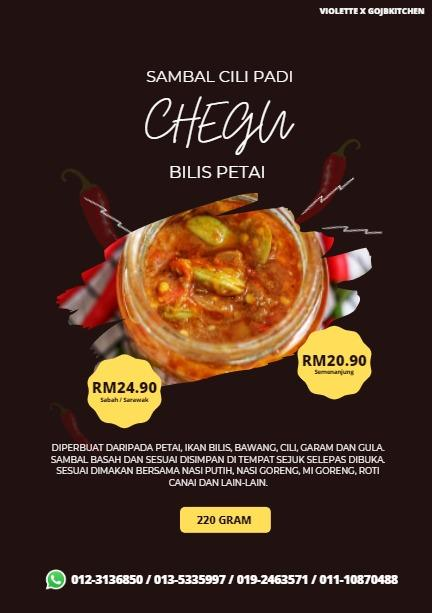 VIOLETTE X GOJBKITCHEN
SAMBAL CILI PADI
CHEGU
BILIS PETAI
RM20.90
Semenanjung
RM24.90
Sabah / Sarawak
DIPERBUAT DARIPADA PETAI, IKAN BILIS, BAWANG, CILI, GARAM DAN GULA.
SAMBAL BASAH DAN SESUAI DISIMPAN DI TEMPAT SEJUK SELEPAS DIBUKA.
SESUAI DIMAKAN BERSAMA NASI PUTIH, NASI GORENG, MI GORENG, ROTI
CANAI DAN LAIN-LAIN.
220 GRAM
012-3136850 / 013-5335997 / 019-2463571 / 011-10870488